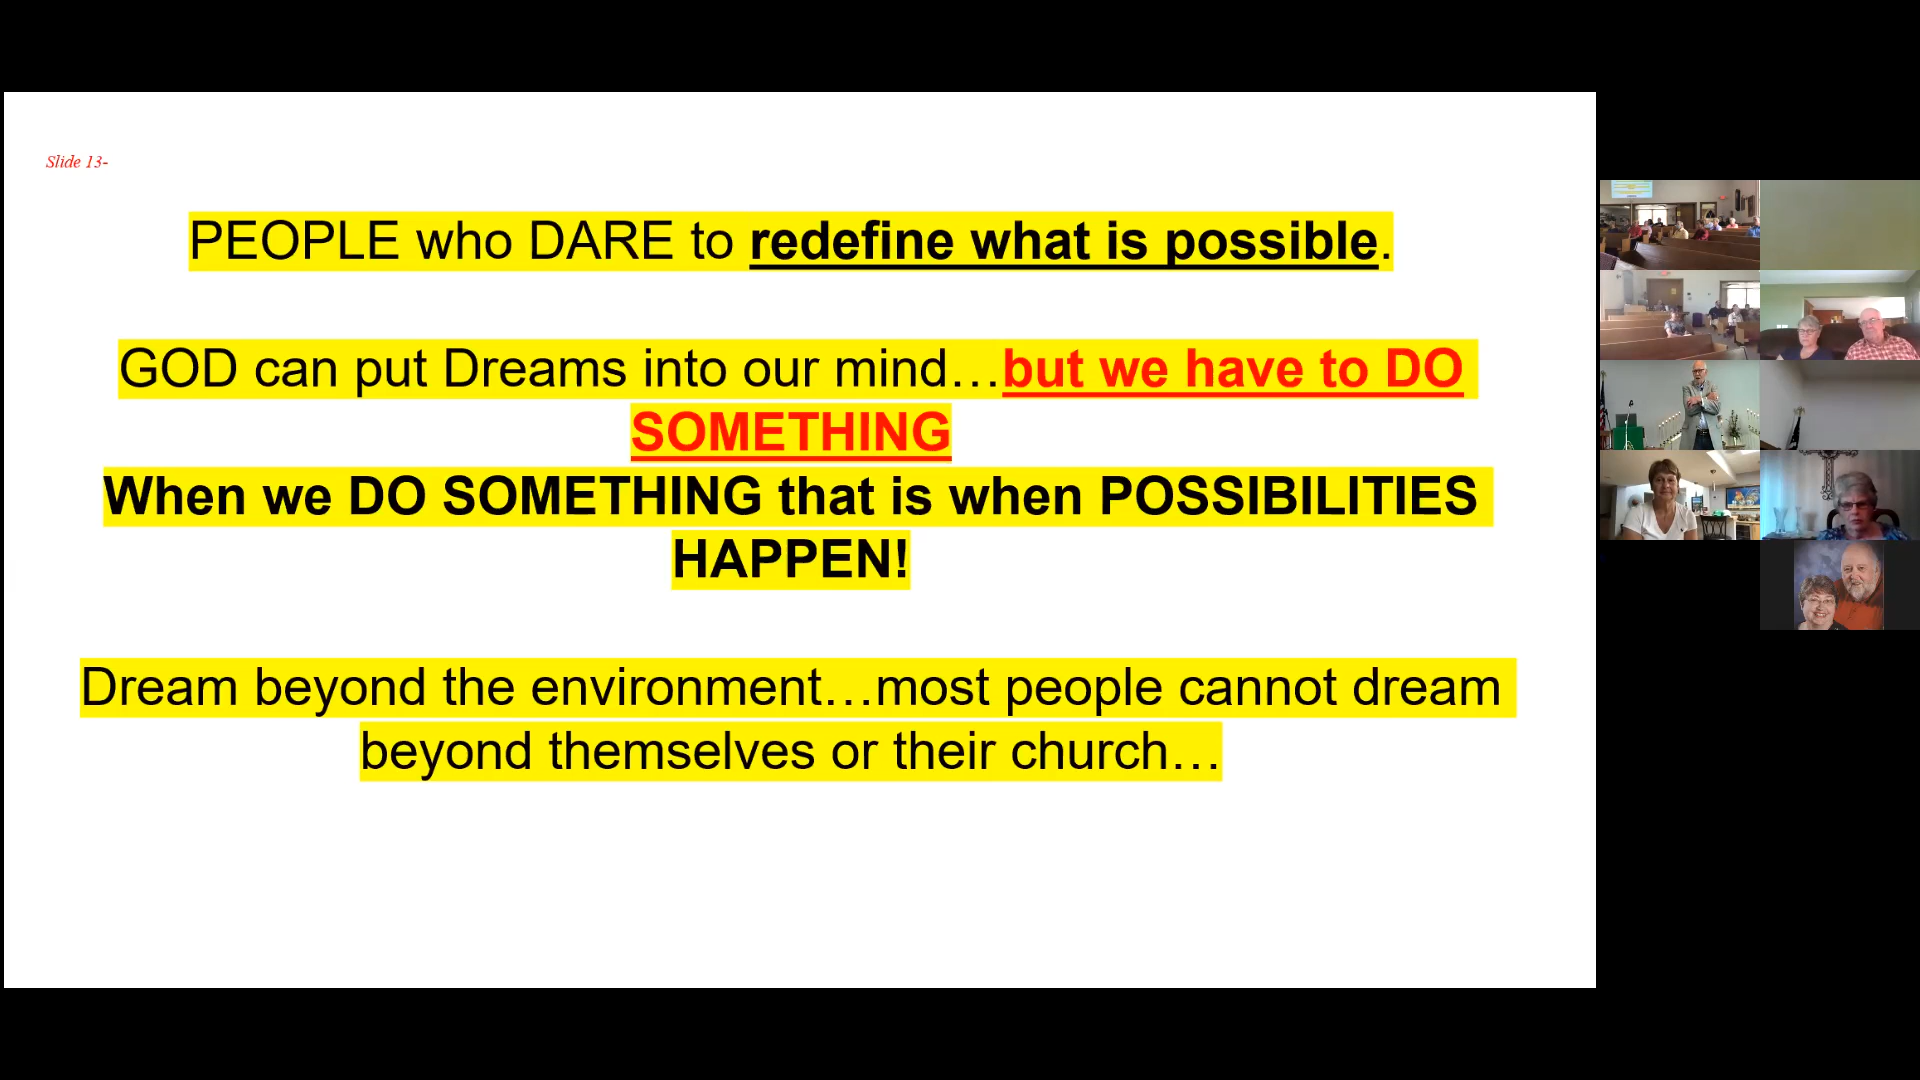 Slide 13-
PEOPLE who DARE to redefine what is possible.
GOD can put Dreams into our mind…but we have to DO
SOMETHING
When we DO SOMETHING that is when POSSIBILITIES
HAPPEN!
Dream beyond the environment…most people cannot dream
beyond themselves or their church…